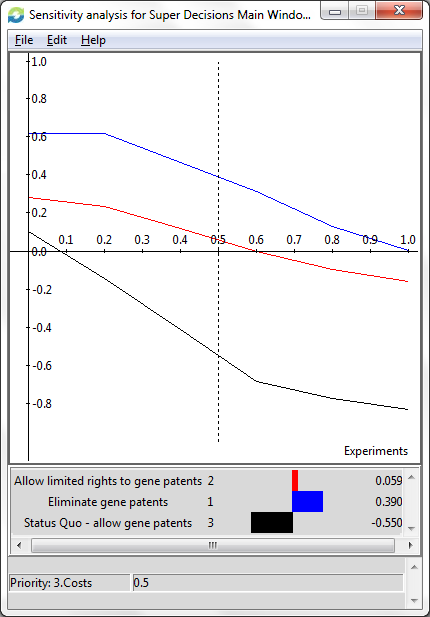 Sensitivity analysis for Super Decisions Main Windo...
File Edit Help
1.0
0.8
0.6
0.4
0.2
0.0 0.1 0.2 0.3 0.4 0.5 0.6 0.7 0.8 0.9 1.0
-0.2
-0.4
-0.6
-0.8
Experiments
Allow limited rights to gene patents 2 0.059
Eliminate gene patents 1 0.390
Status Quo - allow gene patents 3 -0.550
Priority: 3.Costs 0.5